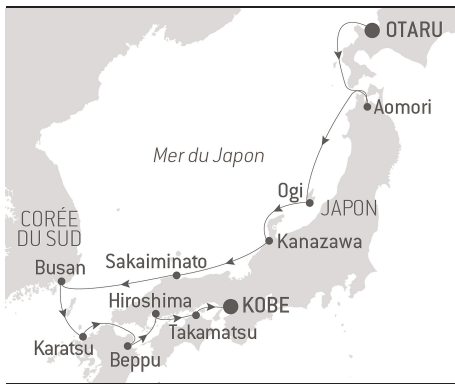 OTARU
Aomori
Mer du Japon
Ogi
JAPON
CORÉE
DU SUD
Kanazawa
Sakaiminato
Busan
Hiroshima
KOBE
Takamatsu
Karatsu
Beppu